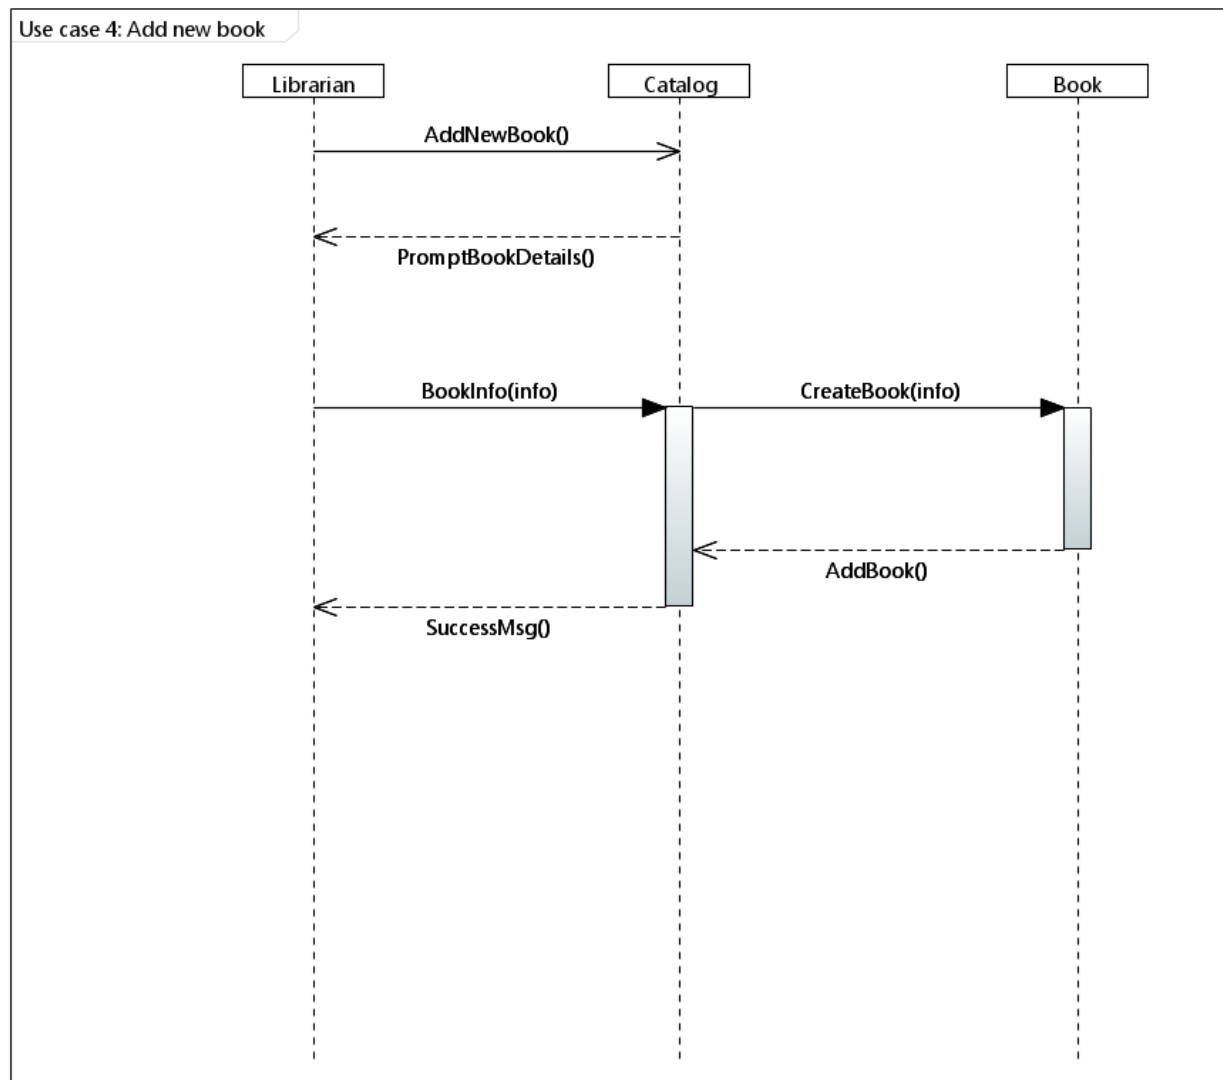 Use case 4: Add new book
Librarian
Catalog
Book
AddNewBook()
PromptBookDetails()
BookInfo(info)
CreateBook(info)
AddBook()
SuccessMsg()